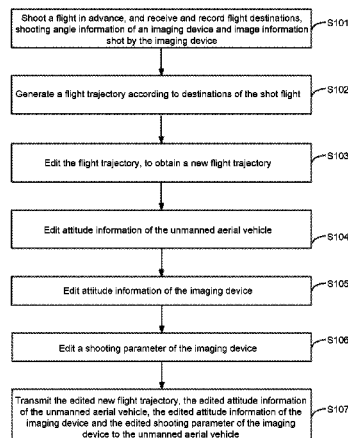 Shoot a flight in advance, and receive and record flight destinations,
shooting angle information of an imaging device and image information
shot by the imaging device
S101
Generate a flight trajectory according to destinations of the shot flight
S102
Edit the flight trajectory, to obtain a new flight trajectory
S103
Edit attitude information of the unmanned aerial vehicle
S104
Edit attitude information of the imaging device
S105
Edit a shooting parameter of the imaging device
S106
Transmit the edited new flight trajectory, the edited attitude information
of the unmanned aerial vehicle, the edited attitude information of the
imaging device and the edited shooting parameter of the imaging
device to the unmanned aerial vehicle
S107